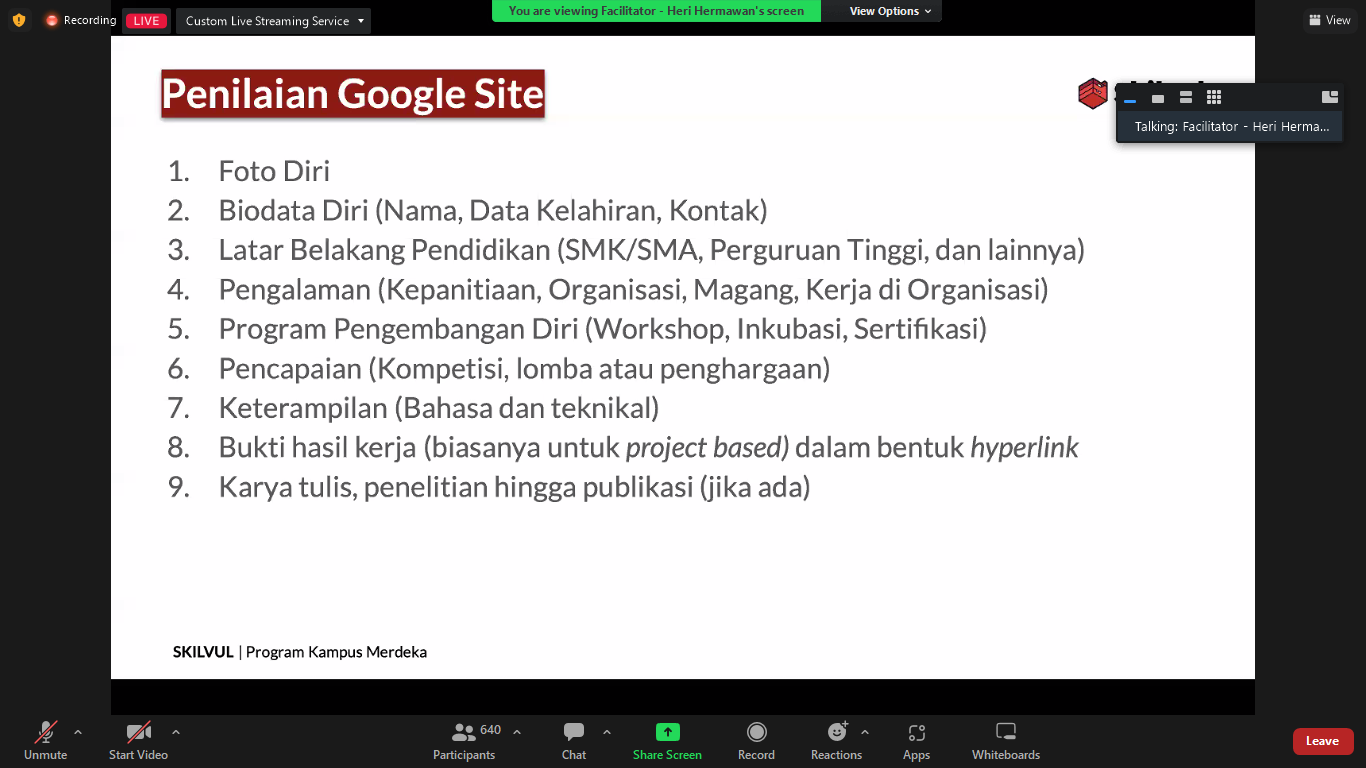 Recording
LIVE
Custom Live Streaming Service
You are viewing Facilitator - Heri Hermawan's screen
View Options
View
Penilaian Google Site
Talking: Facilitator - Heri Herma...
1. Foto Diri
2. Biodata Diri (Nama, Data Kelahiran, Kontak)
3. Latar Belakang Pendidikan (SMK/SMA, Perguruan Tinggi, dan lainnya)
4. Pengalaman (Kepanitiaan, Organisasi, Magang, Kerja di Organisasi)
5. Program Pengembangan Diri (Workshop, Inkubasi, Sertifikasi)
6. Pencapaian (Kompetisi, lomba atau penghargaan)
7. Keterampilan (Bahasa dan teknikal)
8. Bukti hasil kerja (biasanya untuk project based) dalam bentuk hyperlink
9. Karya tulis, penelitian hingga publikasi (jika ada)
SKILVUL | Program Kampus Merdeka
Unmute
Start Video
640
Participants
Chat
Share Screen
Record
Reactions
Apps
Whiteboards
Leave